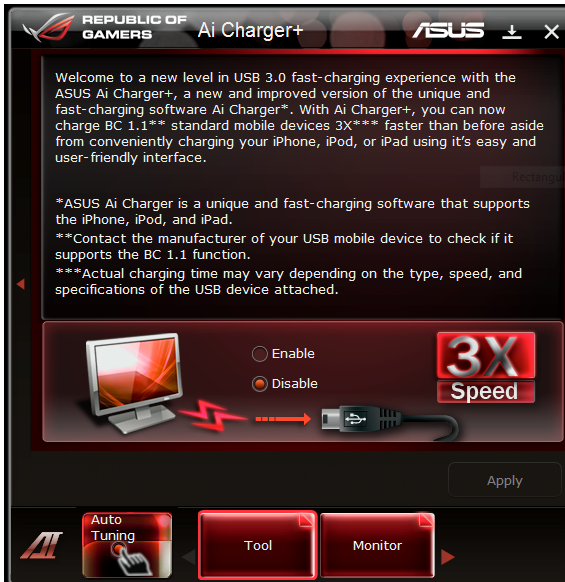 REPUBLIC OF
GAMERS
Ai Charger+
ASUS
Welcome to a new level in USB 3.0 fast-charging experience with the
ASUS Ai Charger+, a new and improved version of the unique and
fast-charging software Ai Charger*. With Ai Charger+, you can now
charge BC 1.1** standard mobile devices 3X*** faster than before aside
from conveniently charging your iPhone, iPod, or iPad using it's easy and
user-friendly interface.
*ASUS Ai Charger is a unique and fast-charging software that supports
the iPhone, iPod, and iPad.
**Contact the manufacturer of your USB mobile device to check if it
supports the BC 1.1 function.
***Actual charging time may vary depending on the type, speed, and
specifications of the USB device attached.
Enable
Disable
3X
Speed
Apply
AI
Auto
Tuning
Tool
Monitor